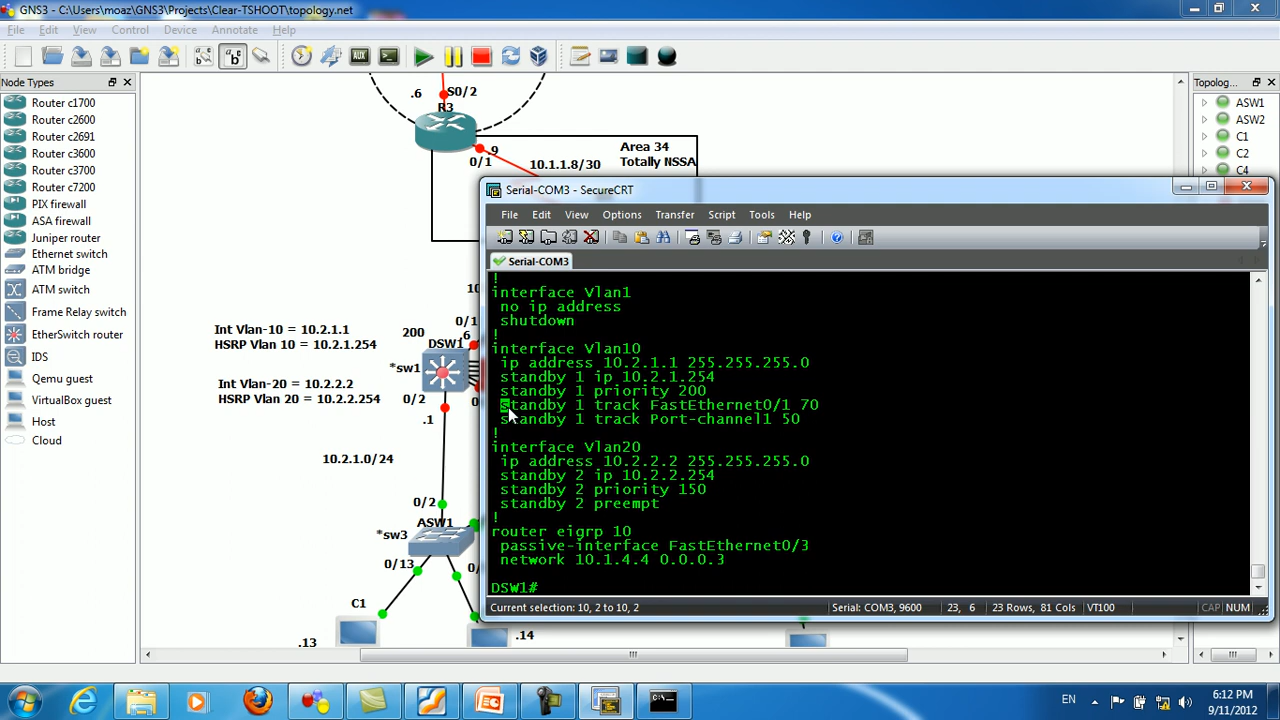 GNS3 - C:\Users\moaz\GNS3\Projects\Clear-TSHOOT\topology.net
File Edit View Control Device Annotate Help
Node Types
Router c1700
Router c2600
Router c2691
Router c3600
Router c3700
Router c7200
PIX firewall
ASA firewall
Juniper router
Ethernet switch
ATM bridge
ATM switch
Frame Relay switch
EtherSwitch router
IDS
Qemu guest
VirtualBox guest
Host
Cloud
Topolog...
ASW1
ASW2
C1
C2
C4
.6 S0/2
R3
.9
0/1
10.1.1.8/30
Area 34
Totally NSSA
Int Vlan-10 = 10.2.1.1
HSRP Vlan 10 = 10.2.1.254
Int Vlan-20 = 10.2.2.2
HSRP Vlan 20 = 10.2.2.254
200
0/1
DSW1
.6
*sw1
0/2
.1
10.2.1.0/24
0/2
ASW1
*sw3
0/13
C1
.13
.14
Serial-COM3 - SecureCRT
File Edit View Options Transfer Script Tools Help
Serial-COM3
!
interface Vlan1
no ip address
shutdown
!
interface Vlan10
ip address 10.2.1.1 255.255.255.0
standby 1 ip 10.2.1.254
standby 1 priority 200
standby 1 track FastEthernet0/1 70
standby 1 track Port-channel1 50
!
interface Vlan20
ip address 10.2.2.2 255.255.255.0
standby 2 ip 10.2.2.254
standby 2 priority 150
standby 2 preempt
!
router eigrp 10
passive-interface FastEthernet0/3
network 10.1.4.4 0.0.0.3
DSW1#
Current selection: 10, 2 to 10, 2 Serial: COM3, 9600 23, 6 23 Rows, 81 Cols VT100 CAP NUM
EN
6:12 PM
9/11/2012